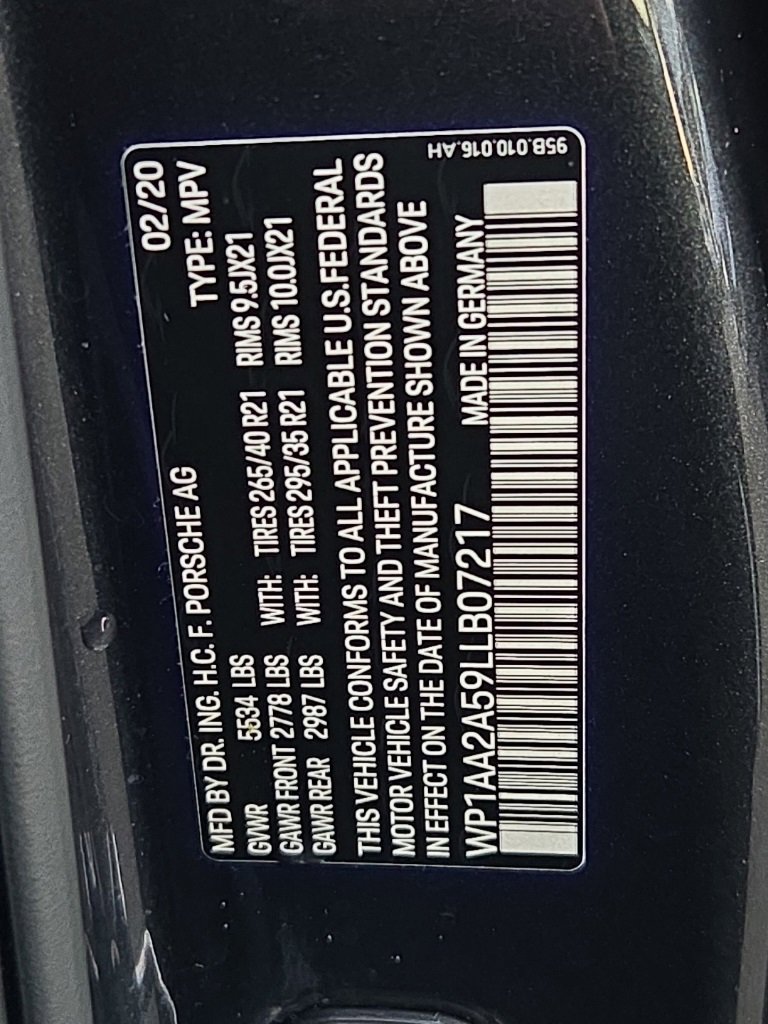 MFD BY DR. ING. H.C. F. PORSCHE AG 02/20
GVWR 5534 LBS TYPE: MPV
GAWR FRONT 2778 LBS WITH: TIRES 265/40 R21 RIMS 9.5JX21
GAWR REAR 2987 LBS WITH: TIRES 295/35 R21 RIMS 10.0JX21
THIS VEHICLE CONFORMS TO ALL APPLICABLE U.S.FEDERAL
MOTOR VEHICLE SAFETY AND THEFT PREVENTION STANDARDS
IN EFFECT ON THE DATE OF MANUFACTURE SHOWN ABOVE
WP1AA2A59LLB07217 MADE IN GERMANY
95B.010.016.AH